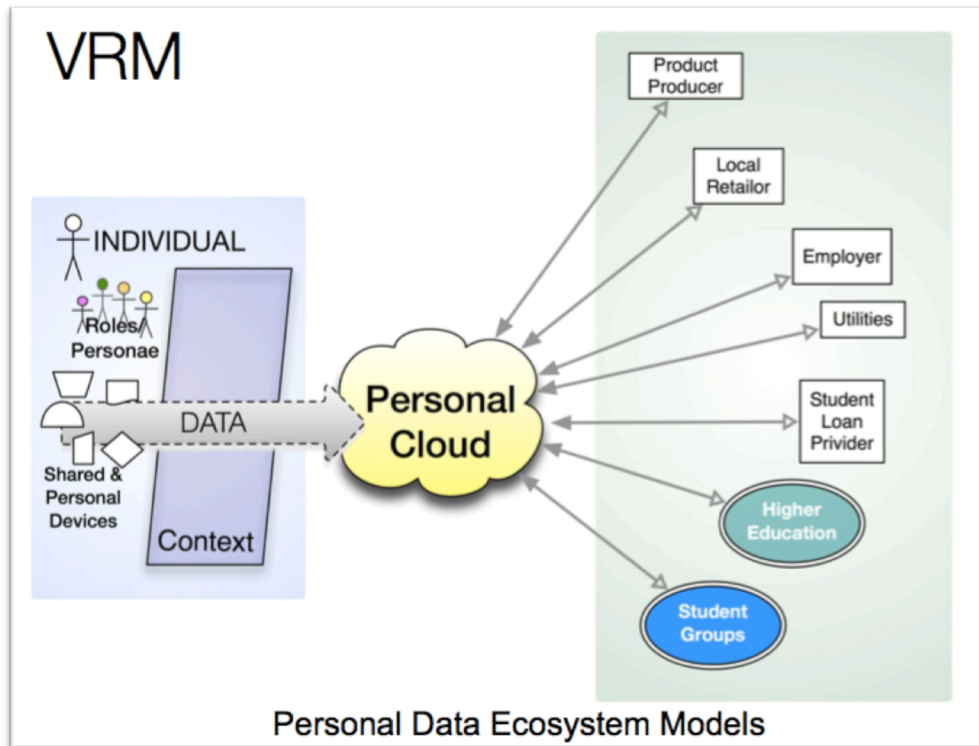 VRM
INDIVIDUAL
Roles/
Personae
DATA
Shared &
Personal
Devices
Context
Personal
Cloud
Product
Producer
Local
Retailor
Employer
Utilities
Student
Loan
Privider
Higher
Education
Student
Groups
Personal Data Ecosystem Models